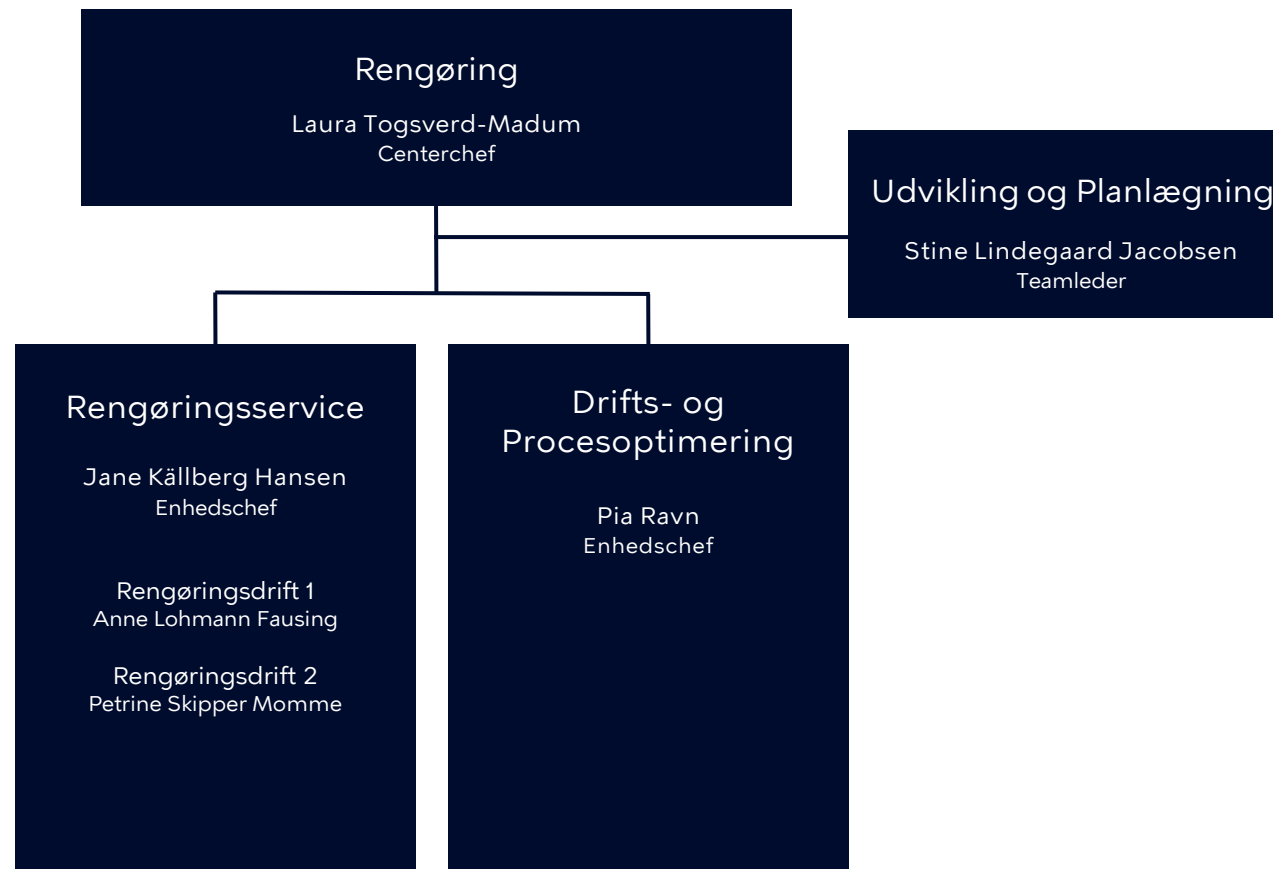 Rengøring
Laura Togsverd-Madum
Centerchef
Udvikling og Planlægning
Stine Lindegaard Jacobsen
Teamleder
Rengøringsservice
Jane Källberg Hansen
Enhedschef
Rengøringsdrift 1
Anne Lohmann Fausing
Rengøringsdrift 2
Petrine Skipper Momme
Drifts- og
Procesoptimering
Pia Ravn
Enhedschef